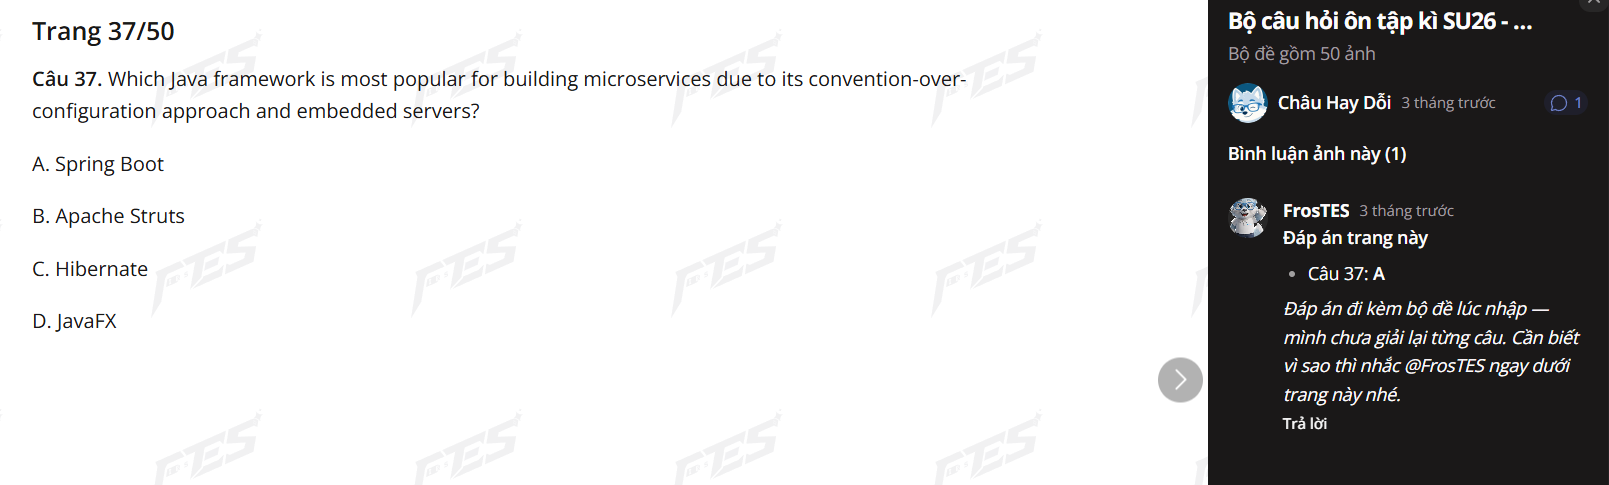 Trang 37/50
Câu 37. Which Java framework is most popular for building microservices due to its convention-over-
configuration approach and embedded servers?
A. Spring Boot
B. Apache Struts
C. Hibernate
D. JavaFX
Bộ câu hỏi ôn tập kì SU26 - ...
Bộ đề gồm 50 ảnh
Châu Hay Dỗi 3 tháng trước 1
Bình luận ảnh này (1)
FrosTES 3 tháng trước
Đáp án trang này
• Câu 37: A
Đáp án đi kèm bộ đề lúc nhập —
mình chưa giải lại từng câu. Cần biết
vì sao thì nhắc @FrosTES ngay dưới
trang này nhé.
Trả lời
FES